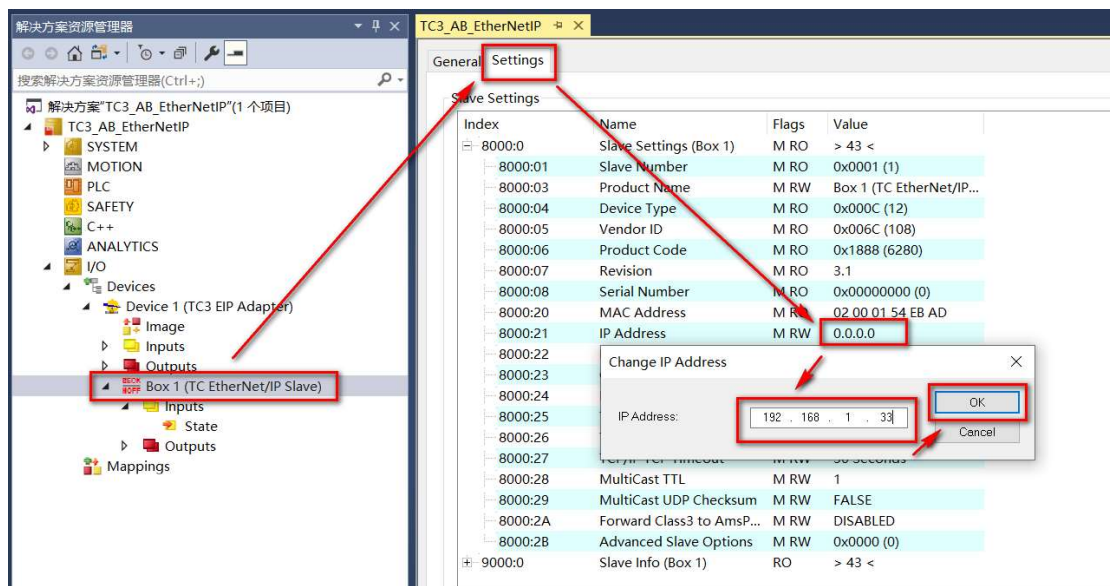 解决方案资源管理器
搜索解决方案资源管理器(Ctrl+;)
解决方案"TC3_AB_EtherNetIP"(1 个项目)
TC3_AB_EtherNetIP
SYSTEM
MOTION
PLC
SAFETY
C++
ANALYTICS
I/O
Devices
Device 1 (TC3 EIP Adapter)
Image
Inputs
Outputs
BECK HOFF Box 1 (TC EtherNet/IP Slave)
Inputs
State
Outputs
Mappings
TC3_AB_EtherNetIP
General Settings
Slave Settings
Index Name Flags Value
8000:0 Slave Settings (Box 1) M RO > 43 <
8000:01 Slave Number M RO 0x0001 (1)
8000:03 Product Name M RW Box 1 (TC EtherNet/IP...
8000:04 Device Type M RO 0x000C (12)
8000:05 Vendor ID M RO 0x006C (108)
8000:06 Product Code M RO 0x1888 (6280)
8000:07 Revision M RO 3.1
8000:08 Serial Number M RO 0x00000000 (0)
8000:20 MAC Address M RO 02 00 01 54 EB AD
8000:21 IP Address M RW 0.0.0.0
8000:22
8000:23
8000:24
8000:25
8000:26
8000:27
8000:28 MultiCast TTL M RW 1
8000:29 MultiCast UDP Checksum M RW FALSE
8000:2A Forward Class3 to AmsP... M RW DISABLED
8000:2B Advanced Slave Options M RW 0x0000 (0)
9000:0 Slave Info (Box 1) RO > 43 <
Change IP Address
IP Address: 192 . 168 . 1 . 33
OK
Cancel